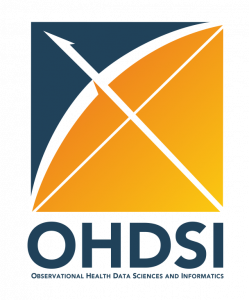 OHDSI
OBSERVATIONAL HEALTH DATA SCIENCES AND INFORMATICS